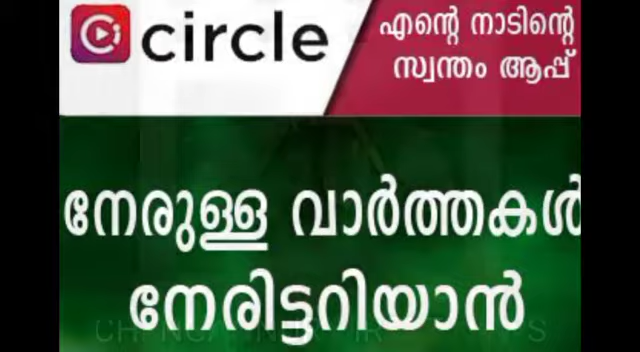 circle
എന്റെ നാടിന്റെ
സ്വന്തം ആപ്പ്
നേരുള്ള വാർത്തകൾ
നേരിട്ടറിയാൻ